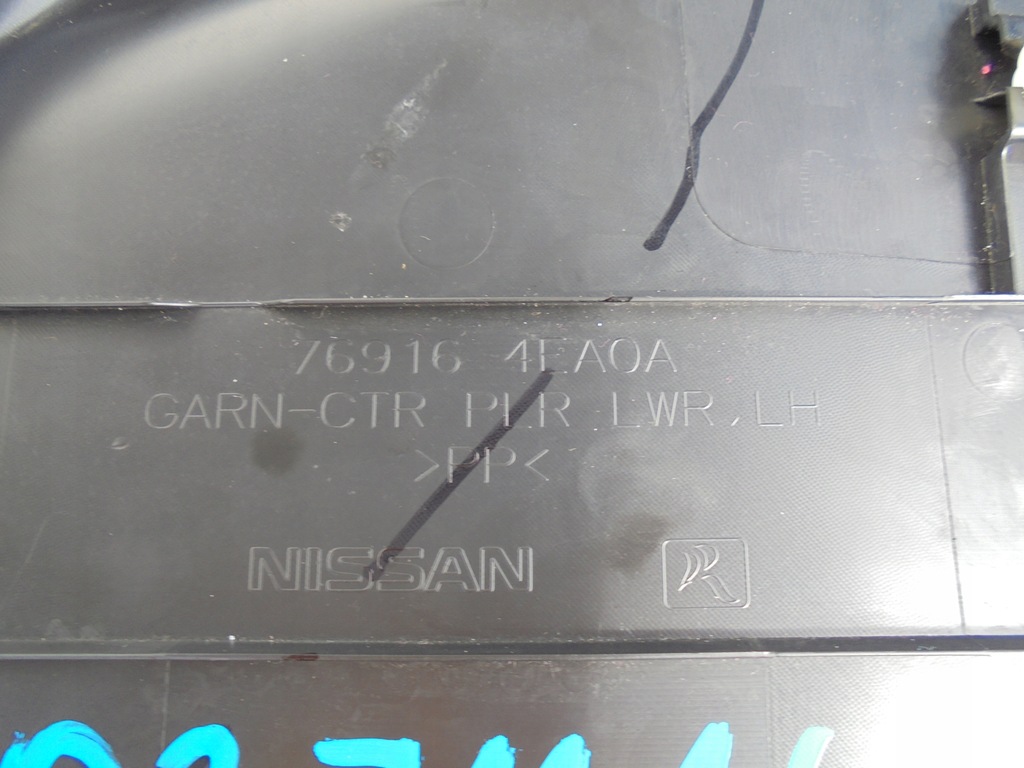 76916 4EA0A
GARN-CTR PLR LWR, LH
>PP<
NISSAN